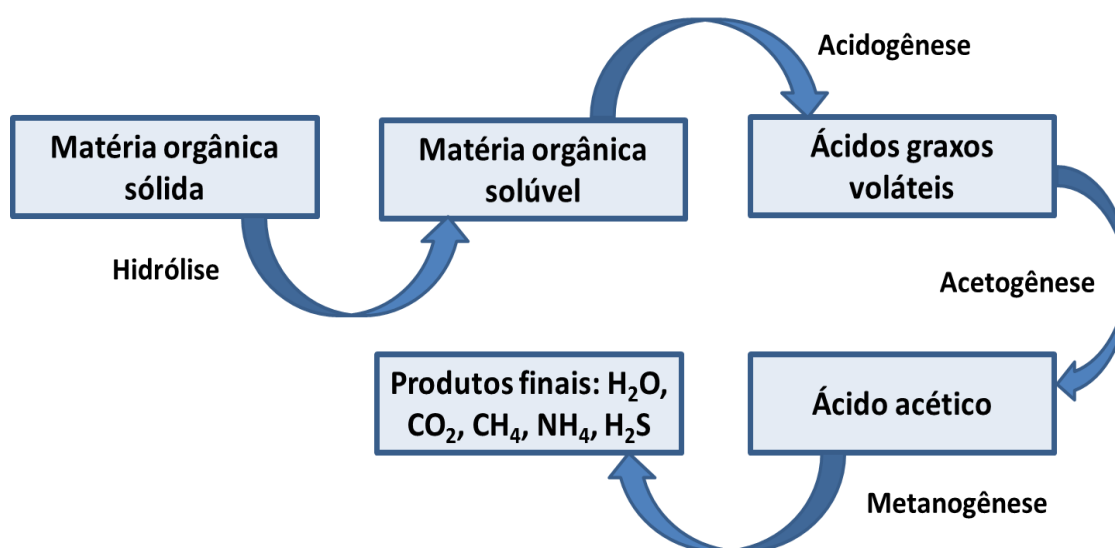 Acidogênese
Matéria orgânica
sólida
Matéria orgânica
solúvel
Ácidos graxos
voláteis
Hidrólise
Acetogênese
Produtos finais: H₂O,
CO₂, CH₄, NH₄, H₂S
Ácido acético
Metanogênese